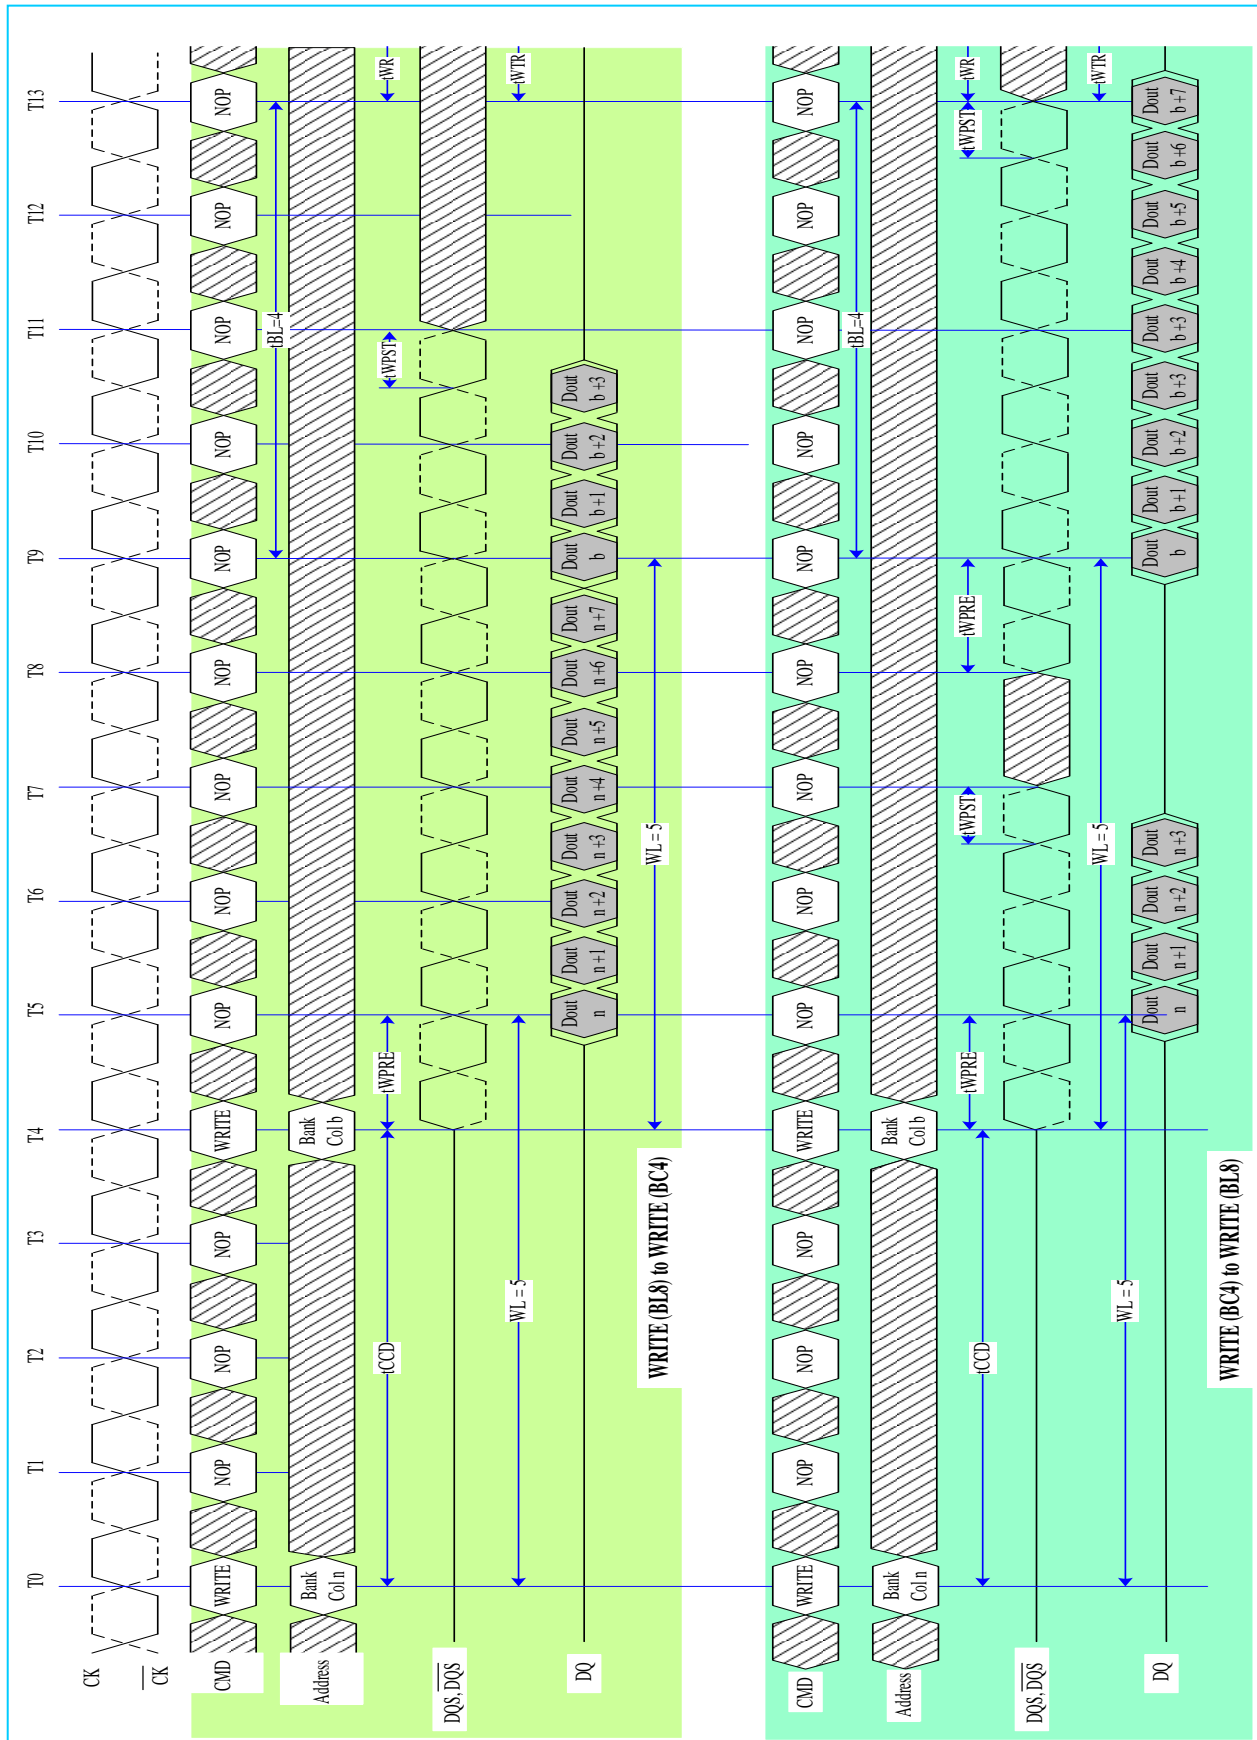 T0 T1 T2 T3 T4 T5 T6 T7 T8 T9 T10 T11 T12 T13
CK
CK
CMD WRITE NOP NOP NOP WRITE NOP NOP NOP NOP NOP NOP NOP NOP NOP
tBL=4
Address Bank Bank
Col n Col b
tCCD tWPRE tWPST tWR
DQS, DQS
WL = 5 tWTR
DQ Dout Dout Dout Dout Dout Dout Dout Dout Dout Dout Dout Dout
n n+1 n+2 n+3 n+4 n+5 n+6 n+7 b b+1 b+2 b+3
WL = 5
WRITE (BL8) to WRITE (BC4)
CMD WRITE NOP NOP NOP WRITE NOP NOP NOP NOP NOP NOP NOP NOP NOP
tBL=4
Address Bank Bank
Col n Col b
tCCD tWPRE tWPST tWPRE tWPST tWR
DQS, DQS
WL = 5 tWTR
WL = 5
DQ Dout Dout Dout Dout Dout Dout Dout Dout Dout Dout Dout Dout Dout
n n+1 n+2 n+3 b b+1 b+2 b+3 b+3 b+4 b+5 b+6 b+7
WRITE (BC4) to WRITE (BL8)